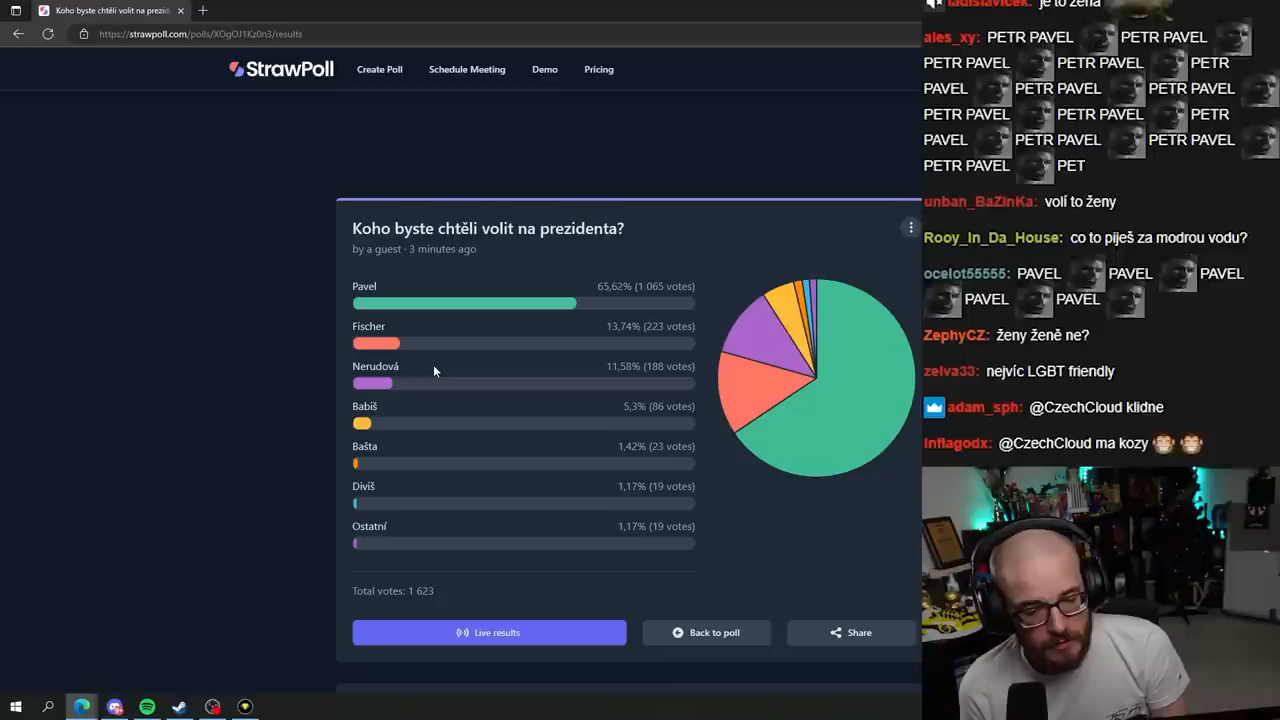 Koho byste chtěli volit na prezid
https://strawpoll.com/polls/XOgOJ1Kz0n3/results
StrawPoll
Create Poll
Schedule Meeting
Demo
Pricing
Koho byste chtěli volit na prezidenta?
by a guest · 3 minutes ago
Pavel 65,62% (1 065 votes)
Fischer 13,74% (223 votes)
Nerudová 11,58% (188 votes)
Babiš 5,3% (86 votes)
Bašta 1,42% (23 votes)
Diviš 1,17% (19 votes)
Ostatní 1,17% (19 votes)
Total votes: 1 623
Live results
Back to poll
Share
ladislavicek: je to žena
ales_xy: PETR PAVEL PETR PAVEL
PETR PAVEL PETR PAVEL PETR
PAVEL PETR PAVEL PETR PAVEL
PETR PAVEL PETR PAVEL PETR
PAVEL PETR PAVEL PETR PAVEL
PETR PAVEL PET
unban_BaZinKa: volí to ženy
Rooy_In_Da_House: co to piješ za modrou vodu?
ocelot55555: PAVEL PAVEL PAVEL
PAVEL PAVEL
ZephyCZ: ženy ženě ne?
zelva33: nejvíc LGBT friendly
adam_sph: @CzechCloud klidne
Inflagodx: @CzechCloud ma kozy